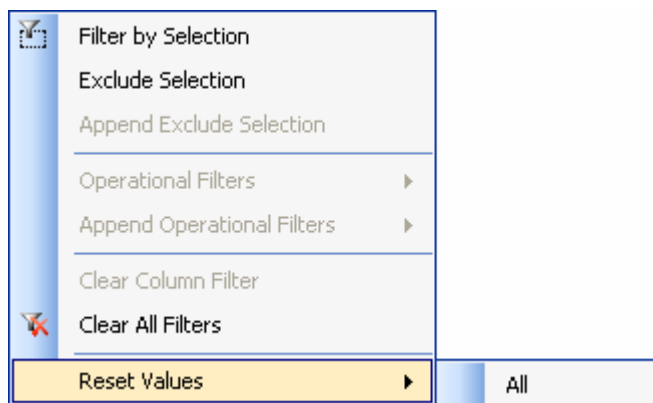 Filter by Selection
Exclude Selection
Append Exclude Selection
Operational Filters
Append Operational Filters
Clear Column Filter
Clear All Filters
Reset Values
All